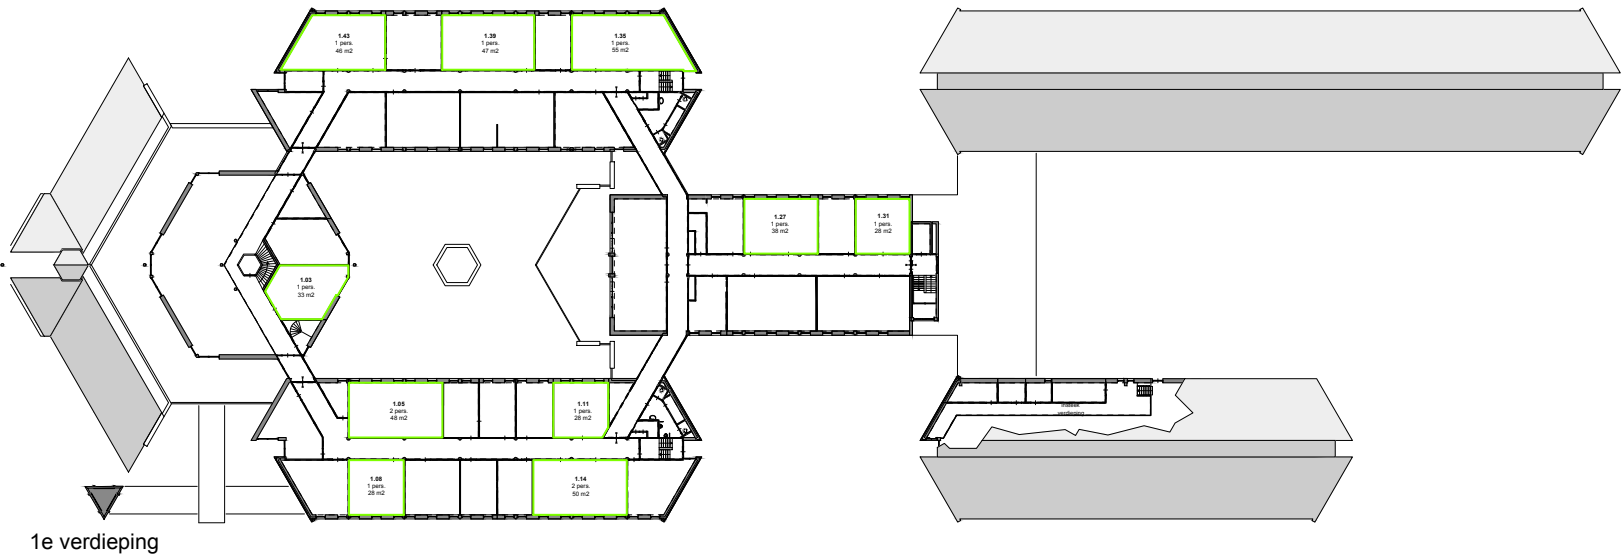 1.43
1 pers.
46 m2
1.39
1 pers.
47 m2
1.35
1 pers.
55 m2
1.27
1 pers.
38 m2
1.31
1 pers.
28 m2
1.03
1 pers.
33 m2
1.05
2 pers.
48 m2
1.11
1 pers.
28 m2
verdieping
1.08
1 pers.
28 m2
1.14
2 pers.
50 m2
1e verdieping